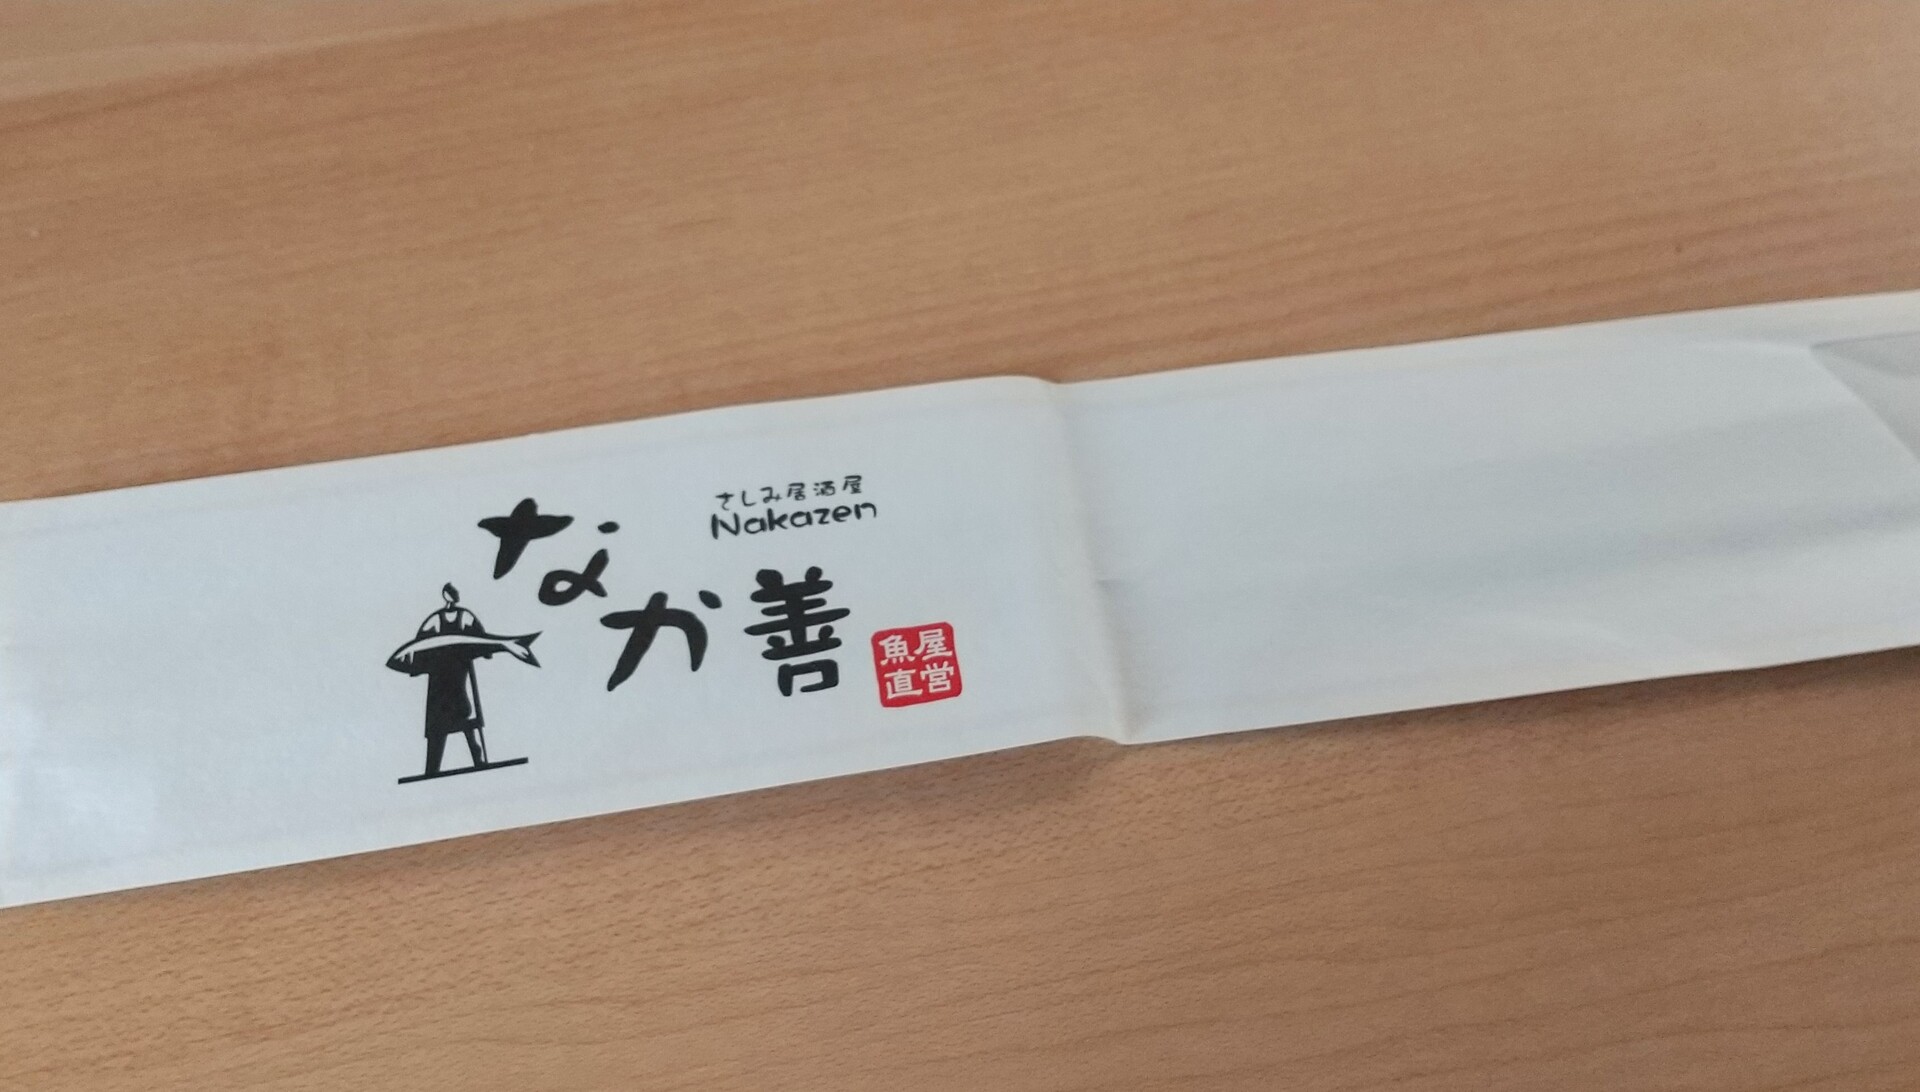 さしみ居酒屋
Nakazen
なか善
魚屋
直営